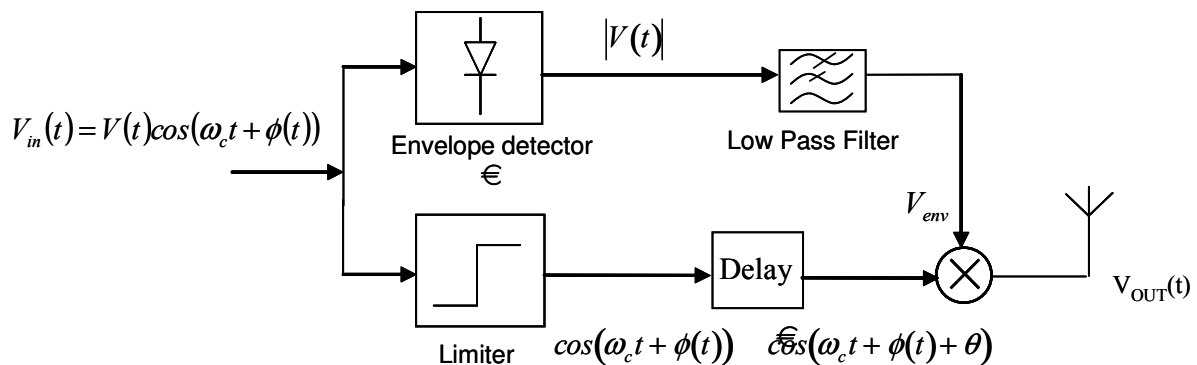 |V(t)|
V_in(t) = V(t)cos(ω_c t + ϕ(t))
Envelope detector
€
Low Pass Filter
V_env
Delay
V_OUT(t)
Limiter
cos(ω_c t + ϕ(t))
€
cos(ω_c t + ϕ(t) + θ)